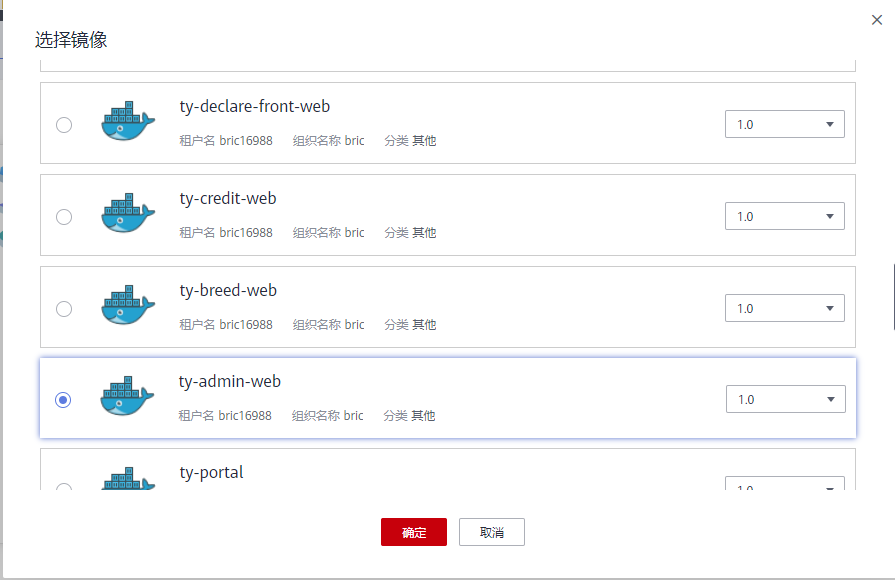 选择镜像
ty-declare-front-web
租户名 bric16988 组织名称 bric 分类 其他
1.0
ty-credit-web
租户名 bric16988 组织名称 bric 分类 其他
1.0
ty-breed-web
租户名 bric16988 组织名称 bric 分类 其他
1.0
ty-admin-web
租户名 bric16988 组织名称 bric 分类 其他
1.0
ty-portal
1.0
确定 取消